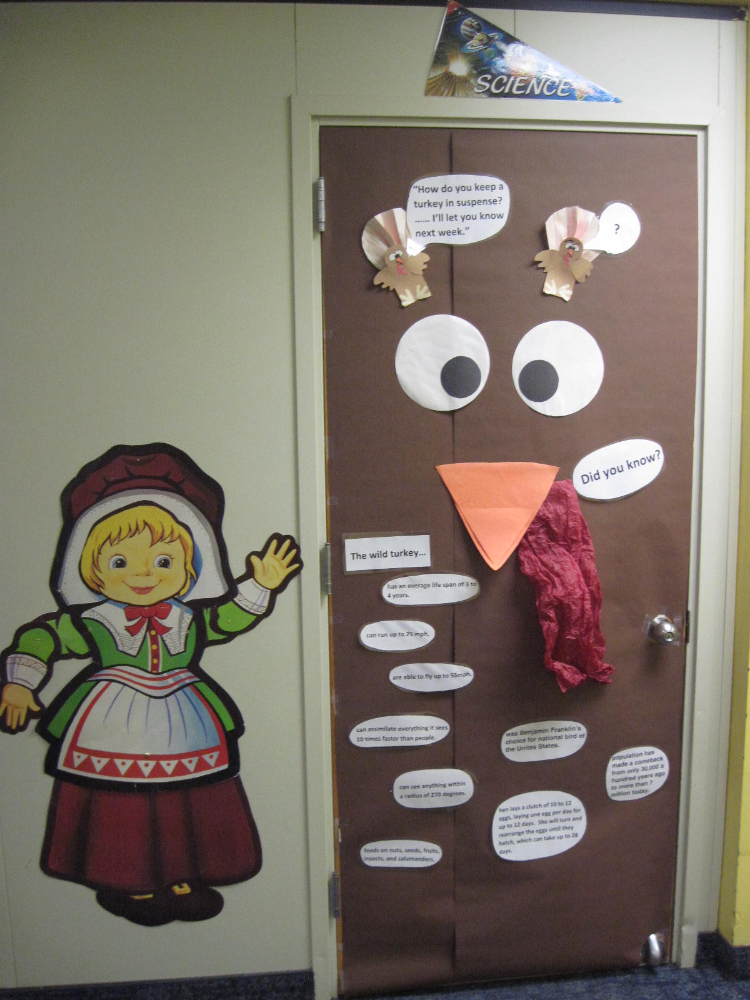 SCIENCE
"How do you keep a
turkey in suspense?
...... I'll let you know
next week."
?
Did you know?
The wild turkey...
has an average life span of 3 to
4 years.
can run up to 25 mph.
are able to fly up to 55mph.
can assimilate everything it sees
10 times faster than people.
can see anything within
a radius of 270 degrees.
feeds on nuts, seeds, fruits,
insects, and salamanders.
was Benjamin Franklin's
choice for national bird of
the Unites States.
hen lays a clutch of 10 to 12
eggs, laying one egg per day for
up to 12 days. She will turn and
rearrange the eggs until they
hatch, which can take up to 28
days.
population has
made a comeback
from only 30,000 a
hundred years ago
to more than 7
million today.